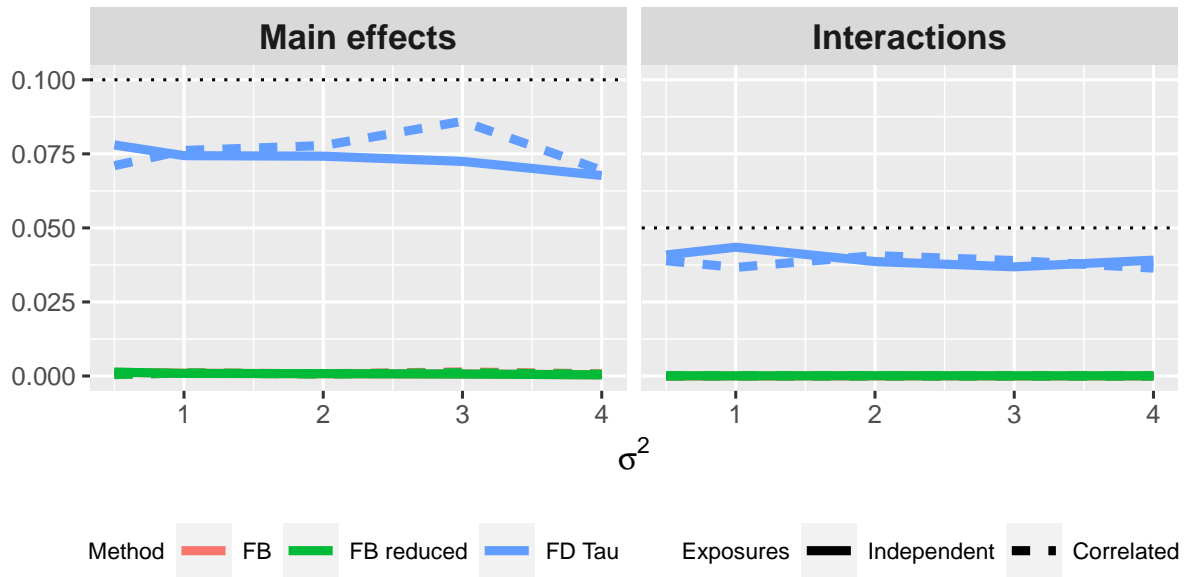 Main effects
Interactions
0.100
0.075
0.050
0.025
0.000
1 2 3 4
1 2 3 4
σ²
Method FB FB reduced FD Tau
Exposures Independent Correlated